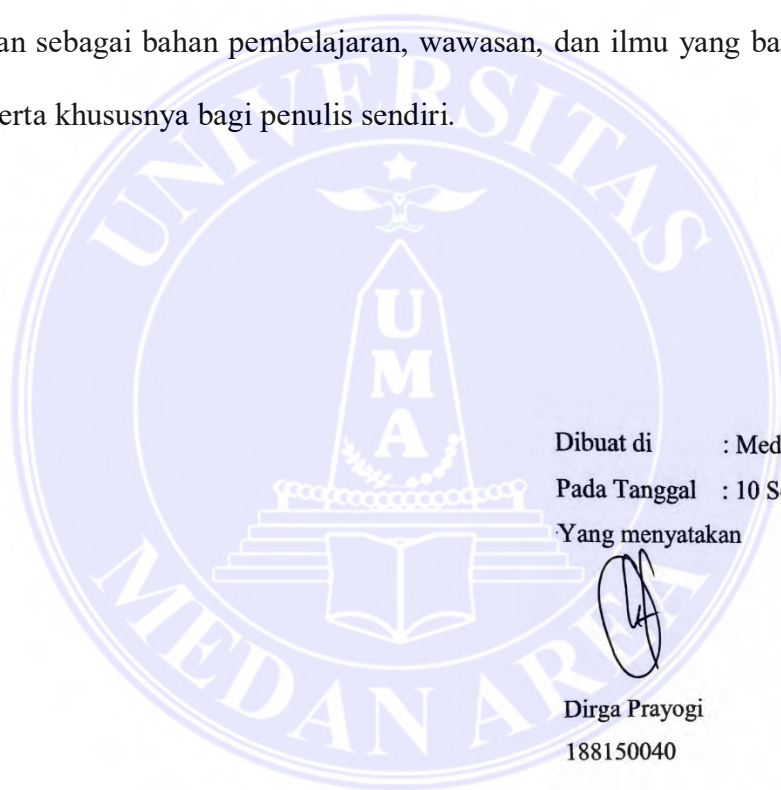 an sebagai bahan pembelajaran, wawasan, dan ilmu yang ba
erta khususnya bagi penulis sendiri.
UNIVERSITAS
UMA
MEDAN AREA
Dibuat di : Med
Pada Tanggal : 10 S
Yang menyatakan
Dirga Prayogi
188150040